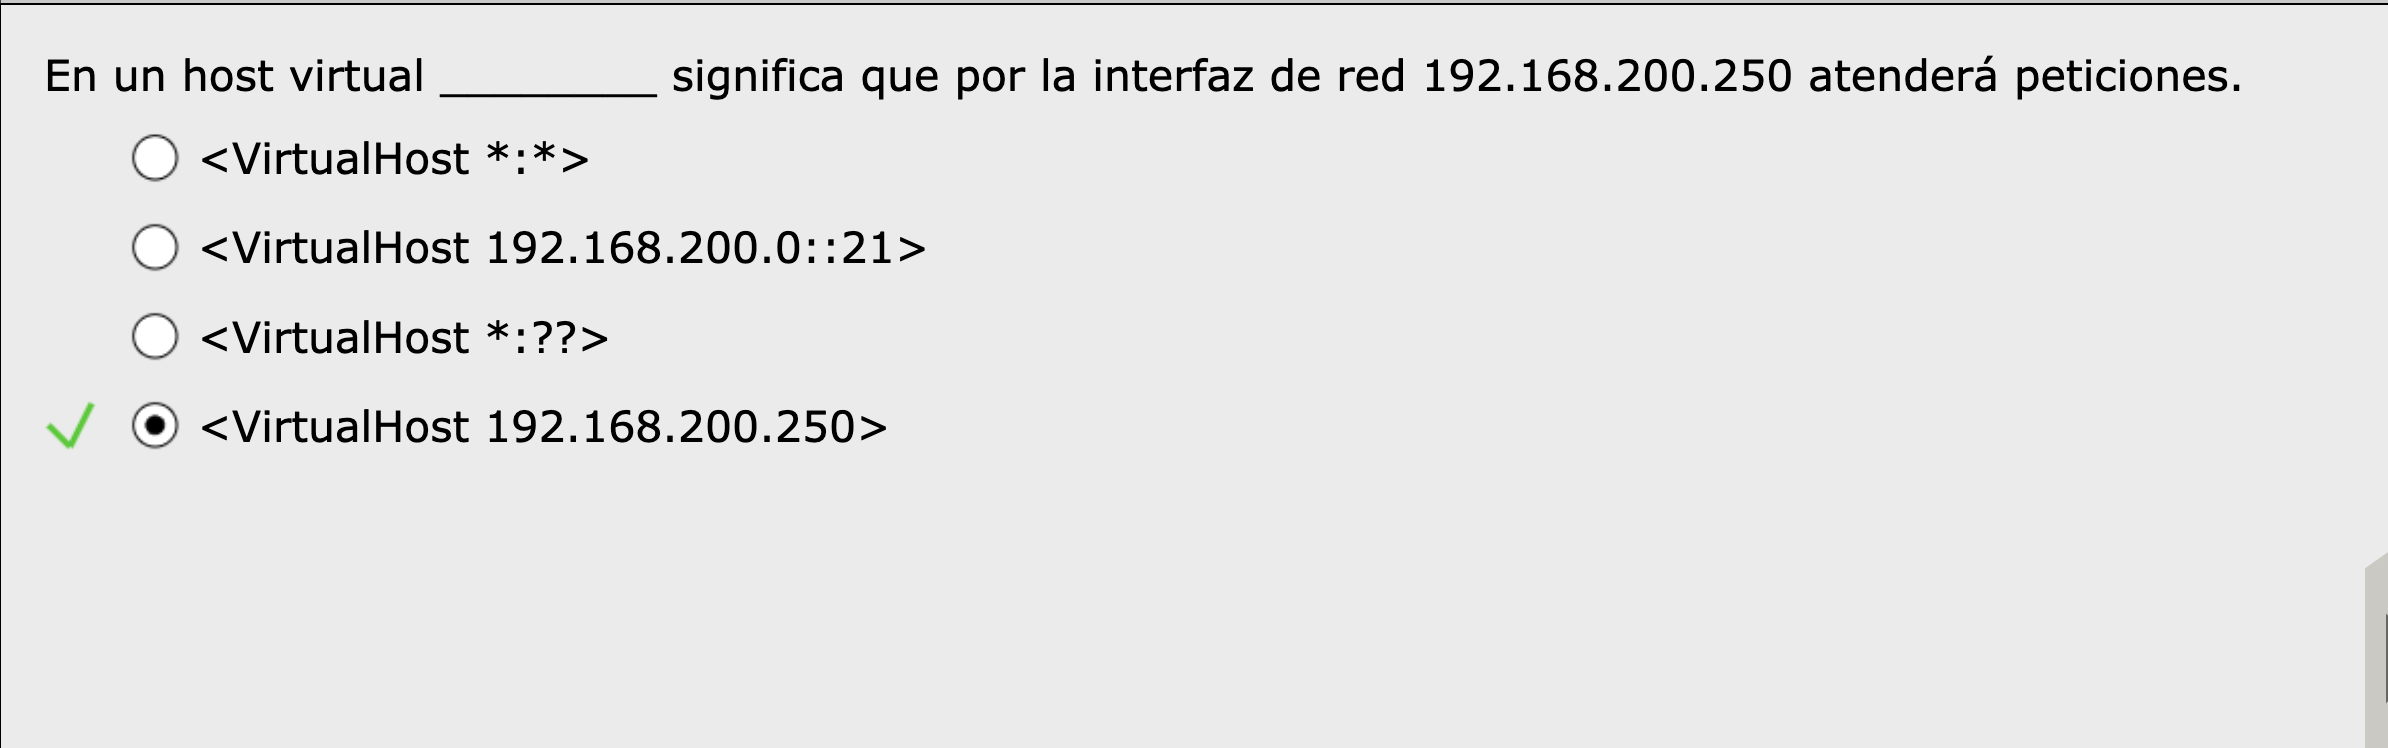 En un host virtual _________ significa que por la interfaz de red 192.168.200.250 atenderá peticiones.
<VirtualHost *:*>
<VirtualHost 192.168.200.0::21>
<VirtualHost *:??>
<VirtualHost 192.168.200.250>